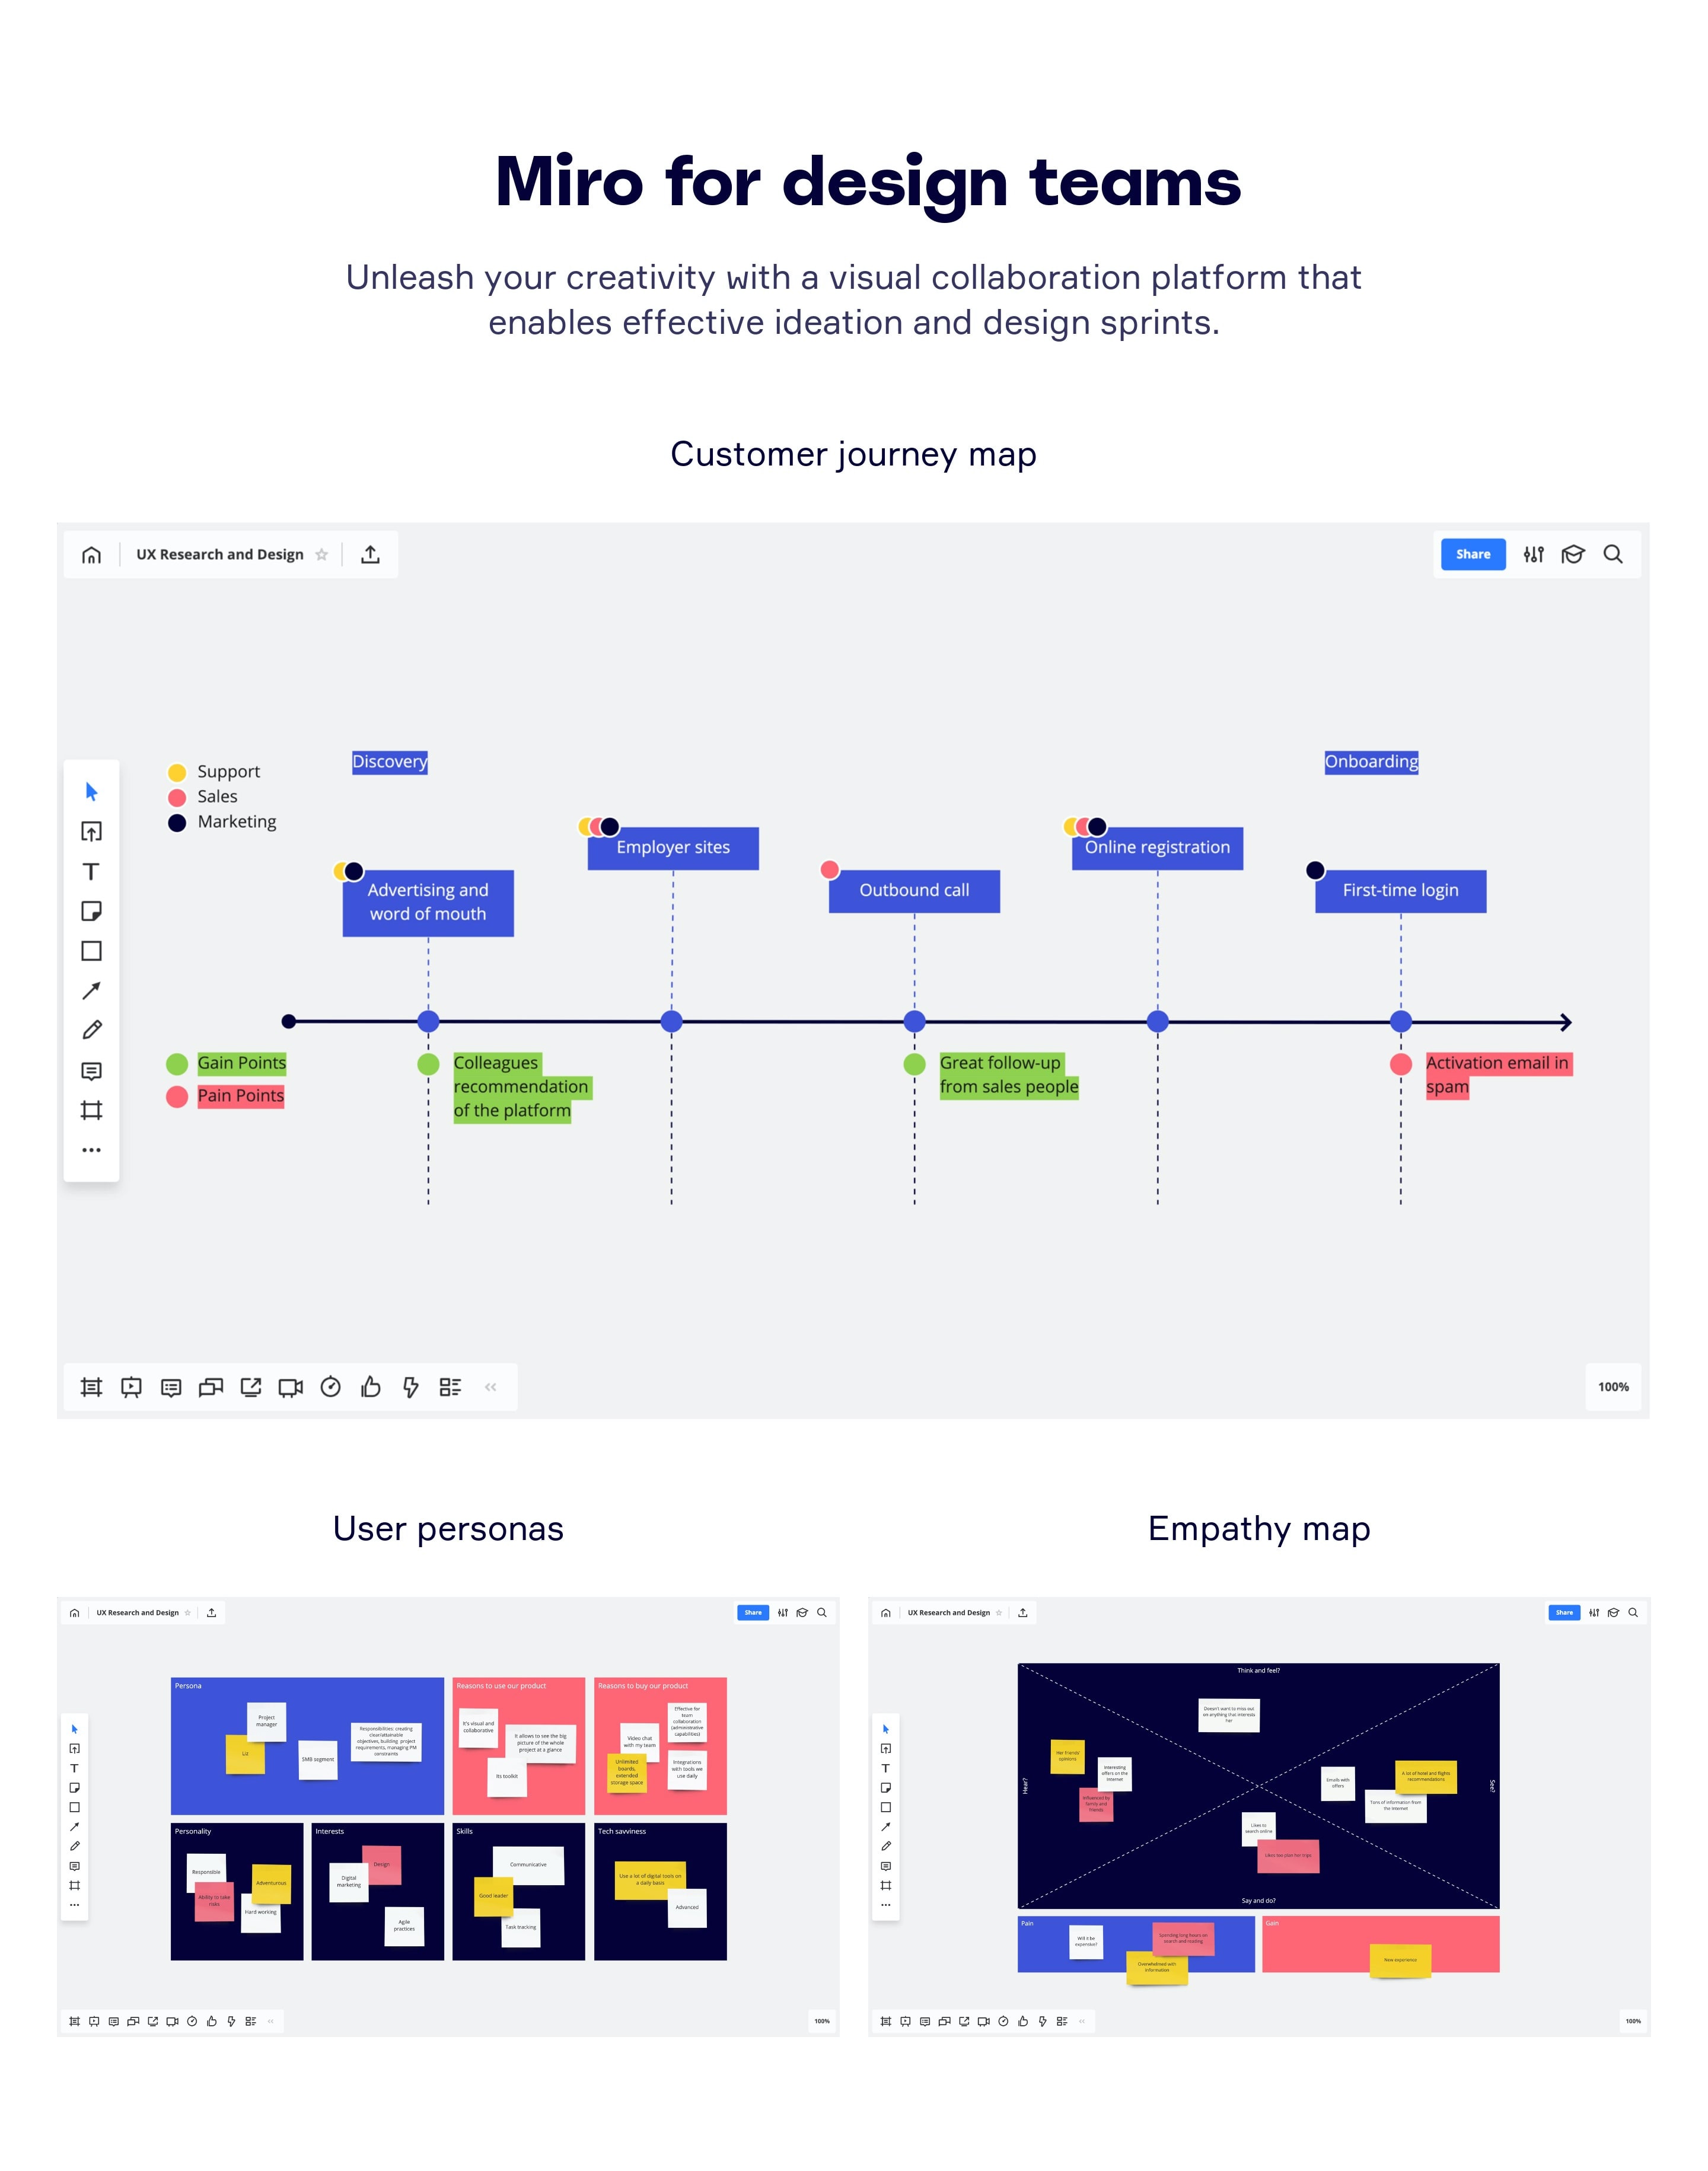 Miro for design teams
Unleash your creativity with a visual collaboration platform that
enables effective ideation and design sprints.
Customer journey map
UX Research and Design
Share
Support
Sales
Marketing
Discovery
Onboarding
Advertising and
word of mouth
Employer sites
Outbound call
Online registration
First-time login
Gain Points
Pain Points
Colleagues
recommendation
of the platform
Great follow-up
from sales people
Activation email in
spam
100%
User personas
UX Research and Design
Share
Persona
Project
manager
Liz
SMB segment
Responsibilities: creating
clear/attainable
objectives, building project
requirements, managing PM
constraints
Reasons to use our product
It's visual and
collaborative
It allows to see the big
picture of the whole
project at a glance
Its toolkit
Reasons to buy our product
Effective for
team
collaboration
(administrative
capabilities)
Video chat
with my team
Unlimited
boards,
extended
storage space
Integrations
with tools we
use daily
Personality
Responsible
Ability to take
risks
Adventurous
Hard working
Interests
Design
Digital
marketing
Agile
practices
Skills
Communicative
Good leader
Task tracking
Tech savviness
Use a lot of digital tools on
a daily basis
Advanced
100%
Empathy map
UX Research and Design
Share
Think and feel?
Doesn't want to miss out
on anything that interests
her
Hear?
Her friends'
opinions
Interesting
offers on the
internet
Influenced by
family and
friends
See?
Emails with
offers
A lot of hotel and flights
recommendations
Tons of information from
the internet
Likes to
search online
Likes too plan her trips
Say and do?
Pain
Will it be
expensive?
Spending long hours on
search and reading
Overwhelmed with
information
Gain
New experience
100%